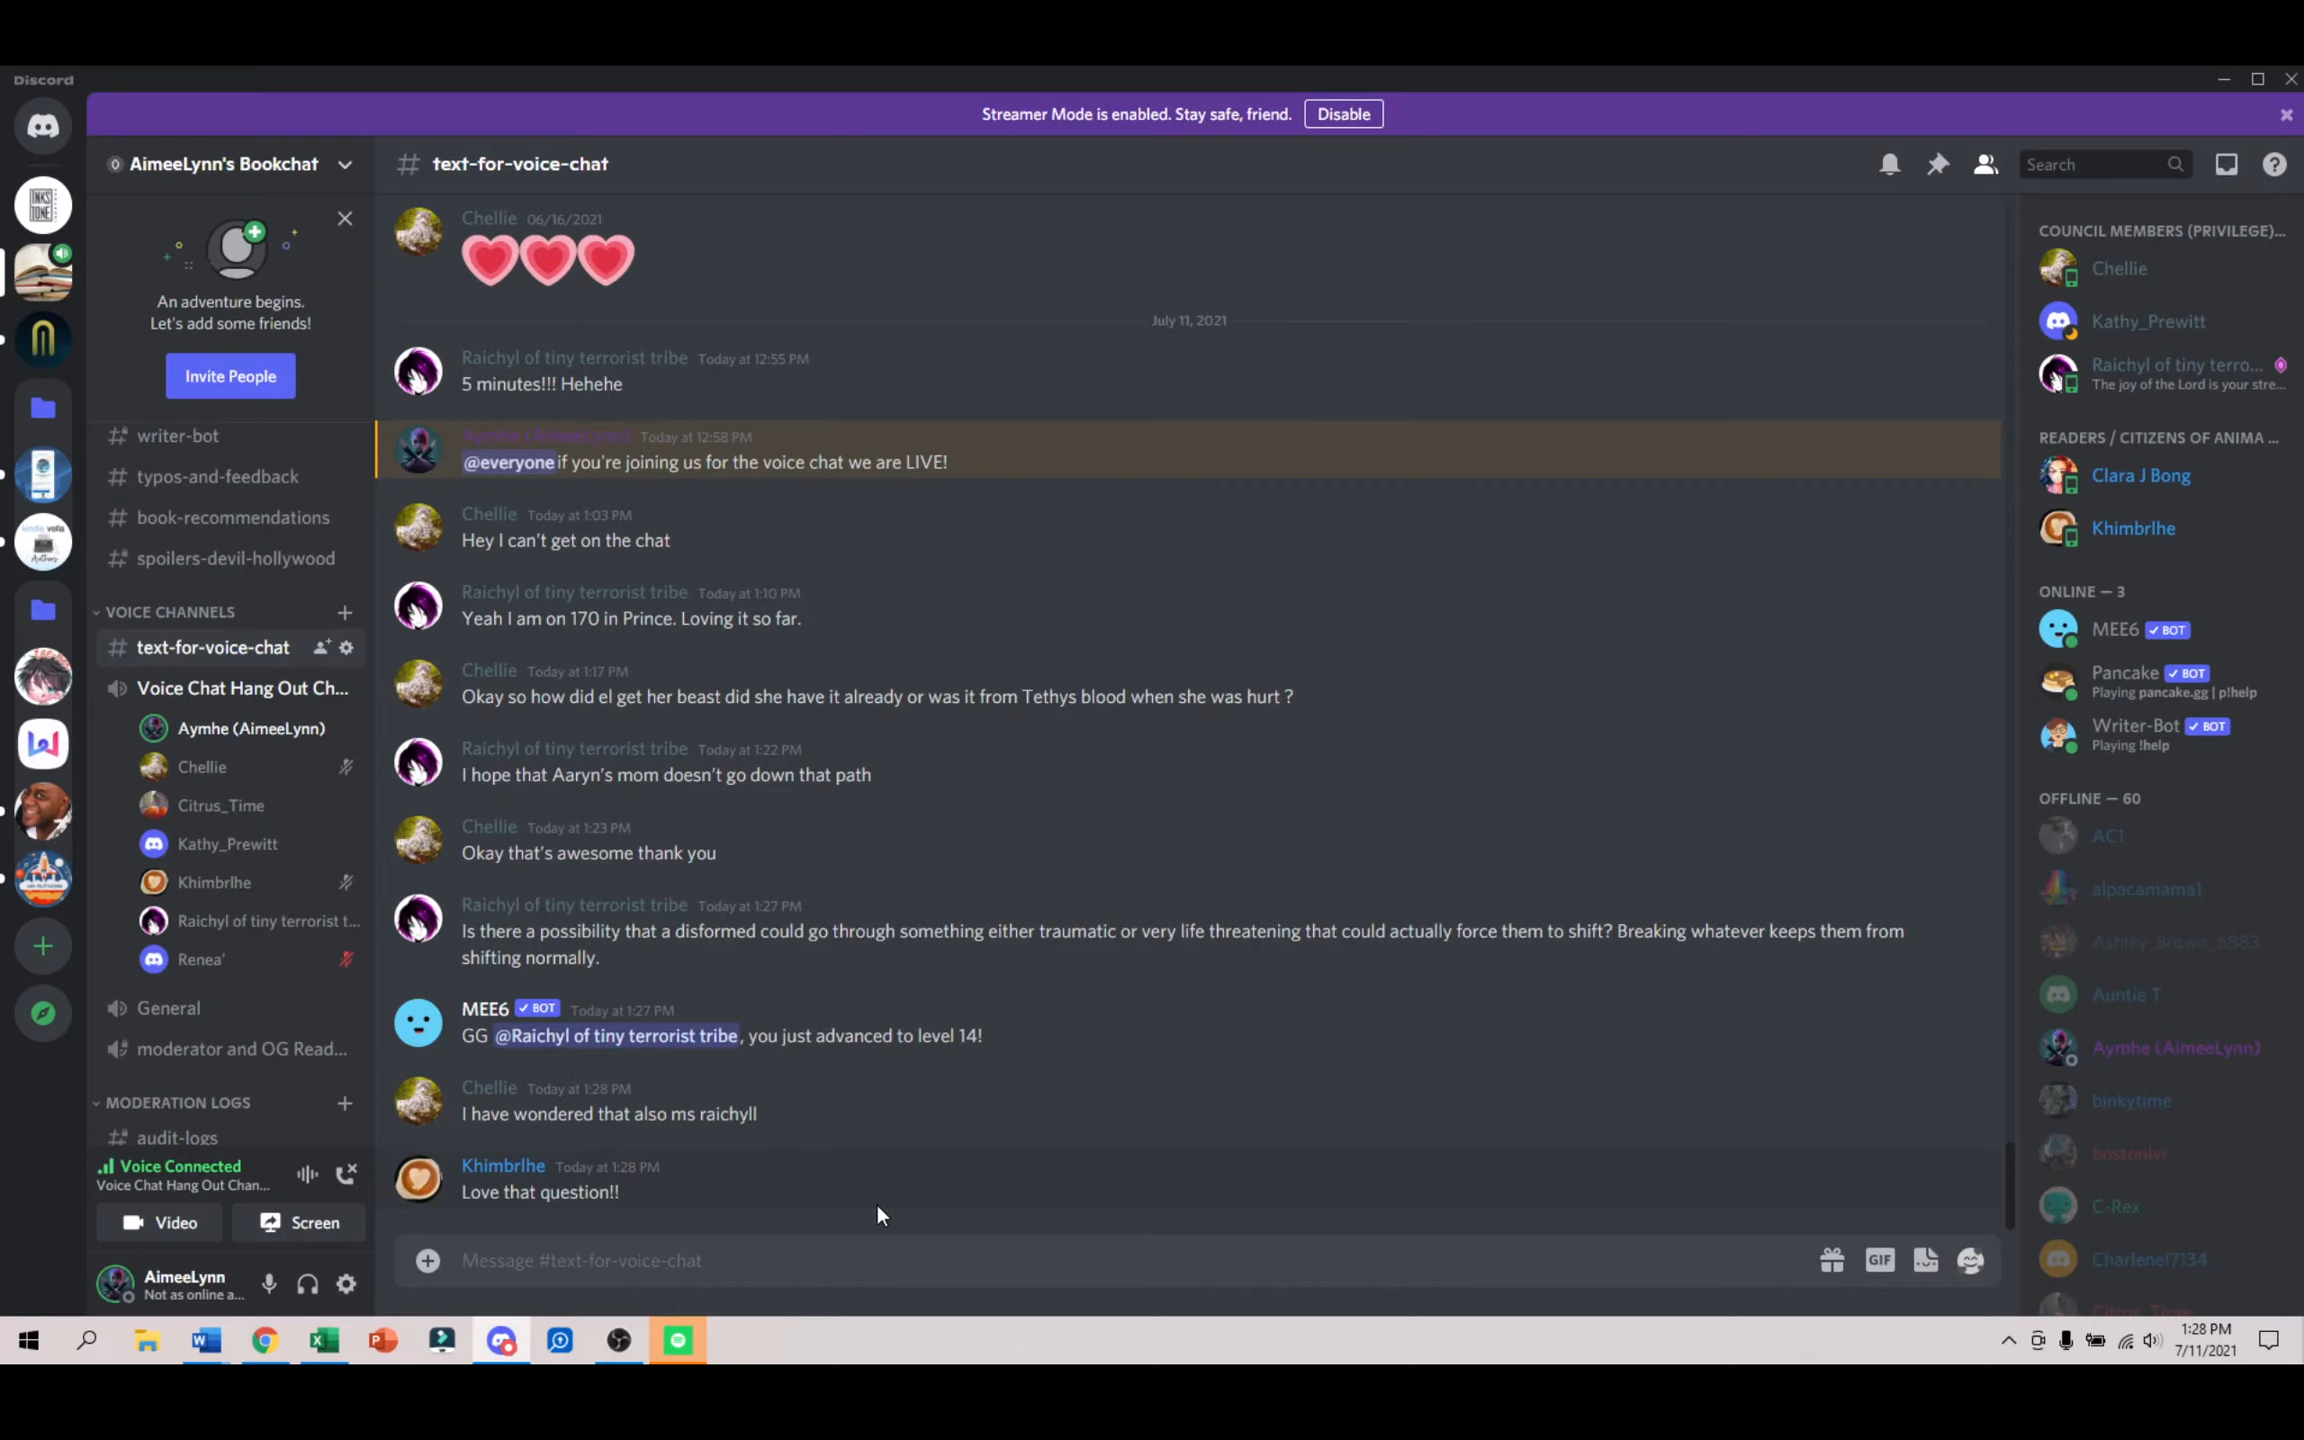 Discord
Streamer Mode is enabled. Stay safe, friend. Disable
AimeeLynn's Bookchat
text-for-voice-chat
Search
An adventure begins.
Let's add some friends!
Invite People
writer-bot
typos-and-feedback
book-recommendations
spoilers-devil-hollywood
VOICE CHANNELS
text-for-voice-chat
Voice Chat Hang Out Ch...
Aymhe (AimeeLynn)
Chellie
Citrus_Time
Kathy_Prewitt
Khimbrlhe
Raichyl of tiny terrorist t...
Renea'
General
moderator and OG Read...
MODERATION LOGS
audit-logs
Voice Connected
Voice Chat Hang Out Chan...
Video
Screen
AimeeLynn
Not as online a...
INKS
TONE
kindle vella
Authors
Chellie 06/16/2021
July 11, 2021
Raichyl of tiny terrorist tribe Today at 12:55 PM
5 minutes!!! Hehehe
Aymhe (AimeeLynn) Today at 12:58 PM
@everyone if you're joining us for the voice chat we are LIVE!
Chellie Today at 1:03 PM
Hey I can't get on the chat
Raichyl of tiny terrorist tribe Today at 1:10 PM
Yeah I am on 170 in Prince. Loving it so far.
Chellie Today at 1:17 PM
Okay so how did el get her beast did she have it already or was it from Tethys blood when she was hurt ?
Raichyl of tiny terrorist tribe Today at 1:22 PM
I hope that Aaryn's mom doesn't go down that path
Chellie Today at 1:23 PM
Okay that's awesome thank you
Raichyl of tiny terrorist tribe Today at 1:27 PM
Is there a possibility that a disformed could go through something either traumatic or very life threatening that could actually force them to shift? Breaking whatever keeps them from
shifting normally.
MEE6 BOT Today at 1:27 PM
GG @Raichyl of tiny terrorist tribe, you just advanced to level 14!
Chellie Today at 1:28 PM
I have wondered that also ms raichyll
Khimbrlhe Today at 1:28 PM
Love that question!!
Message #text-for-voice-chat
GIF
COUNCIL MEMBERS (PRIVILEGE)...
Chellie
Kathy_Prewitt
Raichyl of tiny terro...
The joy of the Lord is your stre...
READERS / CITIZENS OF ANIMA ...
Clara J Bong
Khimbrlhe
ONLINE — 3
MEE6 BOT
Pancake BOT
Playing pancake.gg | p!help
Writer-Bot BOT
Playing !help
OFFLINE — 60
AC1
alpacamama1
Ashley_Brown_6883
Auntie T
Aymhe (AimeeLynn)
binkytime
bostonlvr
C-Rex
Charlene17134
Citrus_Time
1:28 PM
7/11/2021